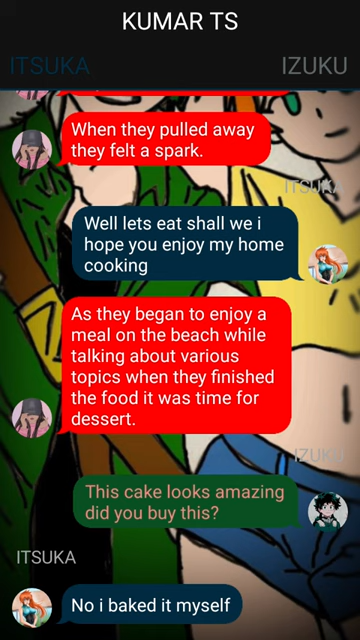 KUMAR TS
ITSUKA
IZUKU
When they pulled away
they felt a spark.
ITSUKA
Well lets eat shall we i
hope you enjoy my home
cooking
As they began to enjoy a
meal on the beach while
talking about various
topics when they finished
the food it was time for
dessert.
IZUKU
This cake looks amazing
did you buy this?
ITSUKA
No i baked it myself